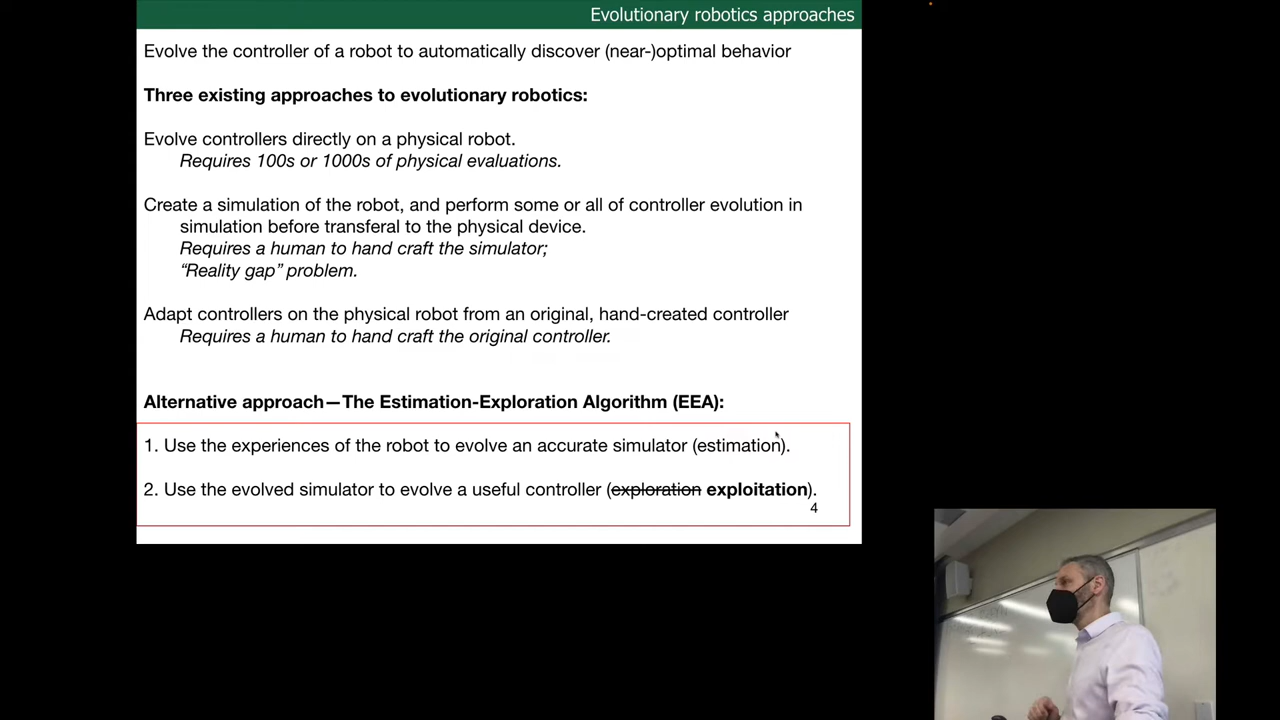 Evolutionary robotics approaches
Evolve the controller of a robot to automatically discover (near-)optimal behavior
Three existing approaches to evolutionary robotics:
Evolve controllers directly on a physical robot.
Requires 100s or 1000s of physical evaluations.
Create a simulation of the robot, and perform some or all of controller evolution in
simulation before transferal to the physical device.
Requires a human to hand craft the simulator;
“Reality gap” problem.
Adapt controllers on the physical robot from an original, hand-created controller
Requires a human to hand craft the original controller.
Alternative approach—The Estimation-Exploration Algorithm (EEA):
1. Use the experiences of the robot to evolve an accurate simulator (estimation).
2. Use the evolved simulator to evolve a useful controller (exploration exploitation).
4